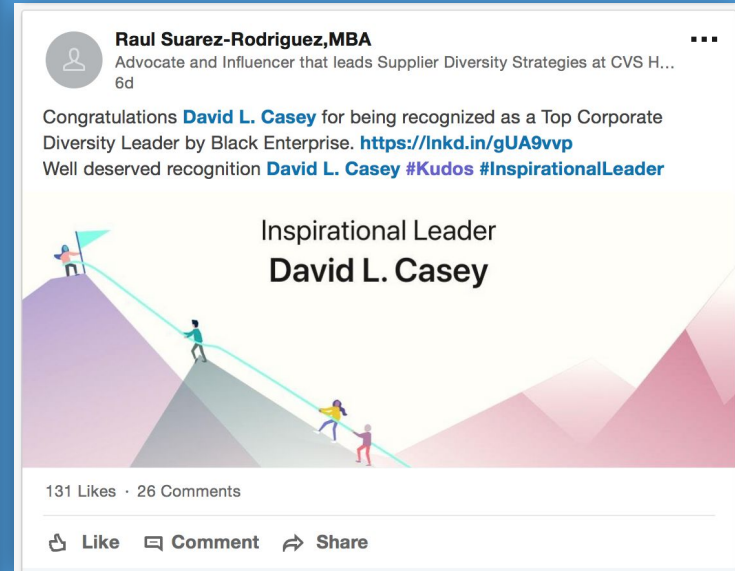 Raul Suarez-Rodriguez,MBA
Advocate and Influencer that leads Supplier Diversity Strategies at CVS H...
6d
Congratulations David L. Casey for being recognized as a Top Corporate
Diversity Leader by Black Enterprise. https://lnkd.in/gUA9vvp
Well deserved recognition David L. Casey #Kudos #InspirationalLeader
Inspirational Leader
David L. Casey
131 Likes · 26 Comments
Like Comment Share